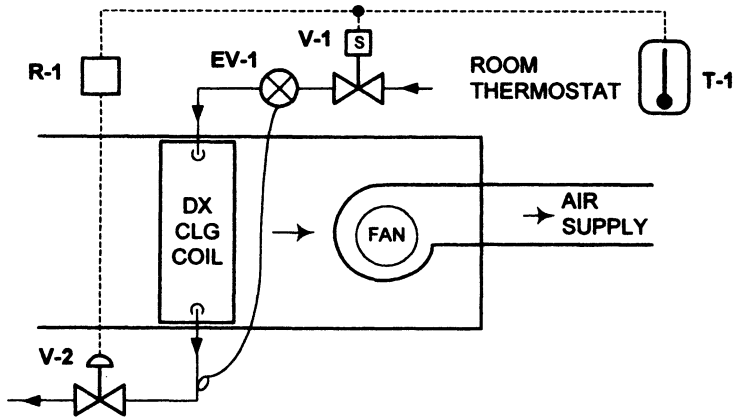 V-1
S
EV-1
R-1
ROOM
THERMOSTAT
T-1
DX
CLG
COIL
FAN
AIR
SUPPLY
V-2